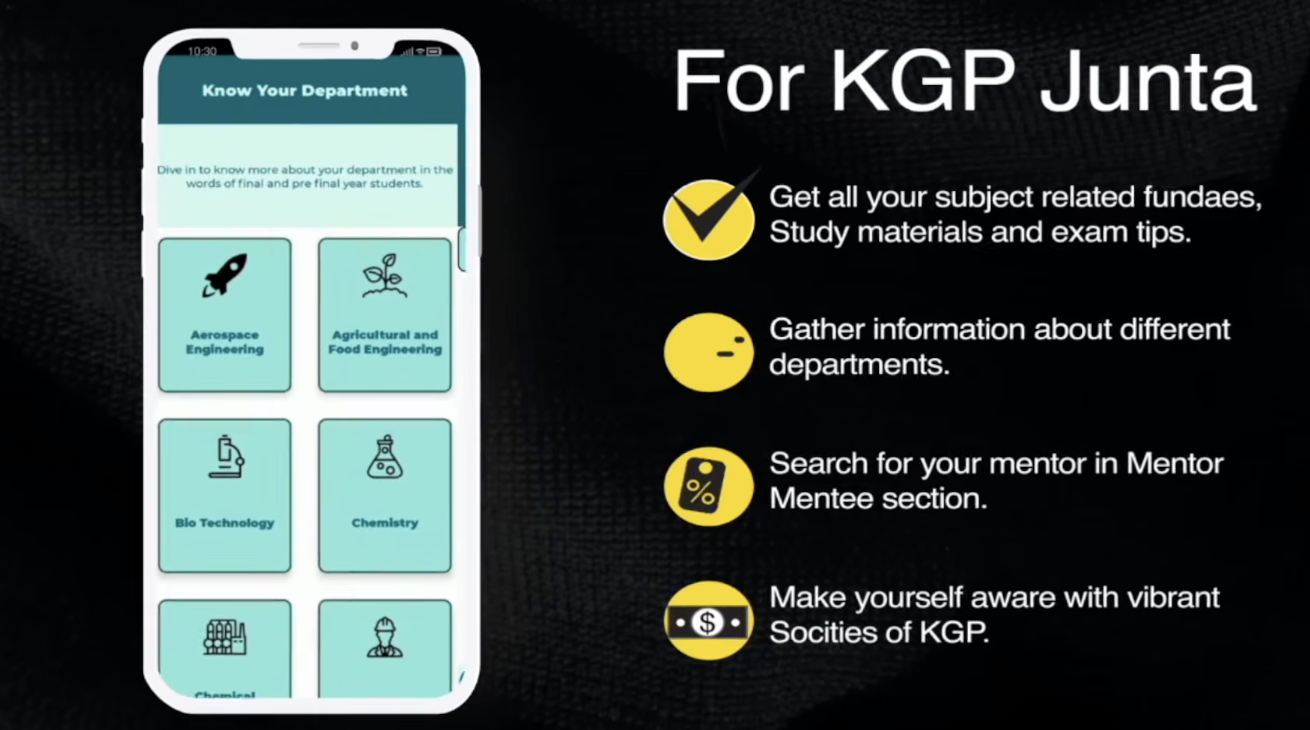 10:30
Know Your Department
Dive in to know more about your department in the
words of final and pre final year students.
Aerospace
Engineering
Agricultural and
Food Engineering
Bio Technology
Chemistry
Chemical
For KGP Junta
Get all your subject related fundaes,
Study materials and exam tips.
Gather information about different
departments.
%
Search for your mentor in Mentor
Mentee section.
$
Make yourself aware with vibrant
Socities of KGP.